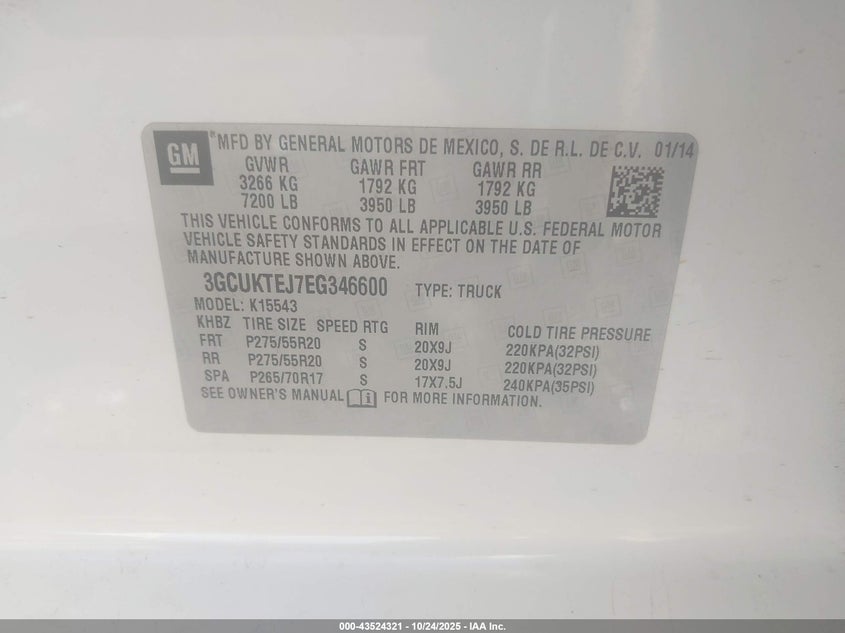 GM ® MFD BY GENERAL MOTORS DE MEXICO, S. DE R.L. DE C.V. 01/14
GVWR GAWR FRT GAWR RR
3266 KG 1792 KG 1792 KG
7200 LB 3950 LB 3950 LB
THIS VEHICLE CONFORMS TO ALL APPLICABLE U.S. FEDERAL MOTOR
VEHICLE SAFETY STANDARDS IN EFFECT ON THE DATE OF
MANUFACTURE SHOWN ABOVE.
3GCUKTEJ7EG346600 TYPE: TRUCK
MODEL: K15543
KHBZ TIRE SIZE SPEED RTG RIM COLD TIRE PRESSURE
FRT P275/55R20 S 20X9J 220KPA(32PSI)
RR P275/55R20 S 20X9J 220KPA(32PSI)
SPA P265/70R17 S 17X7.5J 240KPA(35PSI)
SEE OWNER'S MANUAL i FOR MORE INFORMATION.
000-43524321 | 10/24/2025 - IAA Inc.